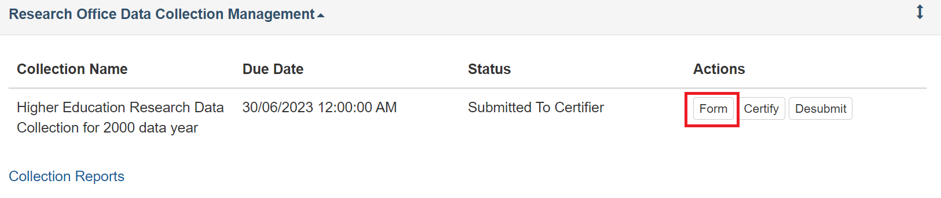 Research Office Data Collection Management
Collection Name Due Date Status Actions
Higher Education Research Data 30/06/2023 12:00:00 AM Submitted To Certifier Form Certify Desubmit
Collection for 2000 data year
Collection Reports